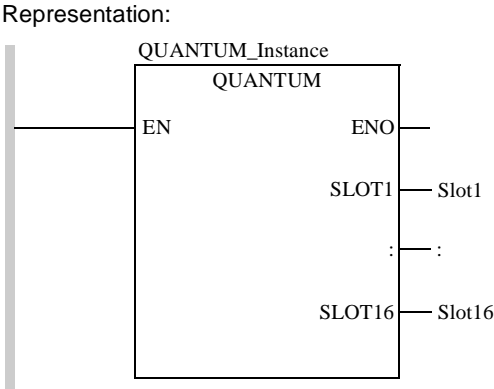 Representation:
QUANTUM_Instance
QUANTUM
EN ENO
SLOT1 Slot1
: :
SLOT16 Slot16